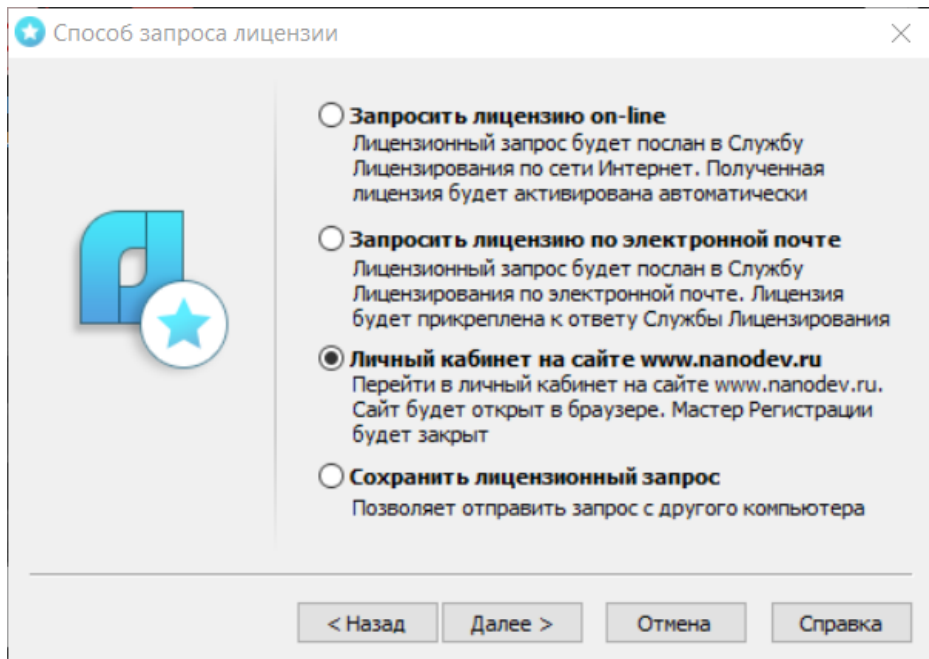 Способ запроса лицензии
Запросить лицензию on-line
Лицензионный запрос будет послан в Службу
Лицензирования по сети Интернет. Полученная
лицензия будет активирована автоматически
Запросить лицензию по электронной почте
Лицензионный запрос будет послан в Службу
Лицензирования по электронной почте. Лицензия
будет прикреплена к ответу Службы Лицензирования
Личный кабинет на сайте www.nanodev.ru
Перейти в личный кабинет на сайте www.nanodev.ru.
Сайт будет открыт в браузере. Мастер Регистрации
будет закрыт
Сохранить лицензионный запрос
Позволяет отправить запрос с другого компьютера
< Назад Далее > Отмена Справка